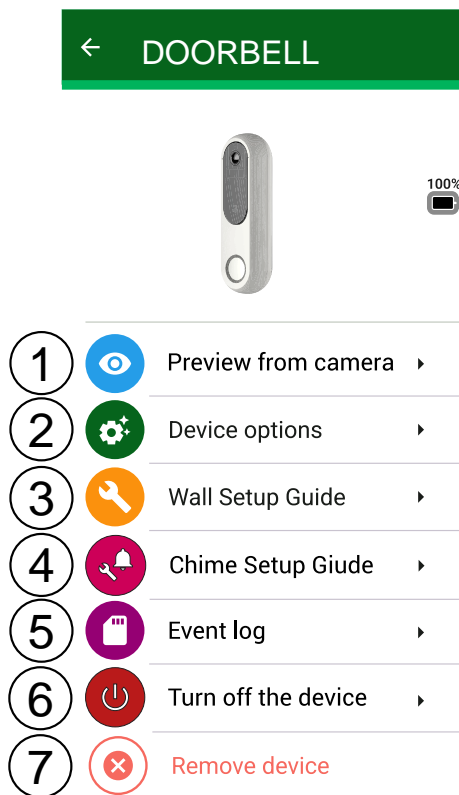 DOORBELL
100%
1 Preview from camera
2 Device options
3 Wall Setup Guide
4 Chime Setup Giude
5 Event log
6 Turn off the device
7 Remove device